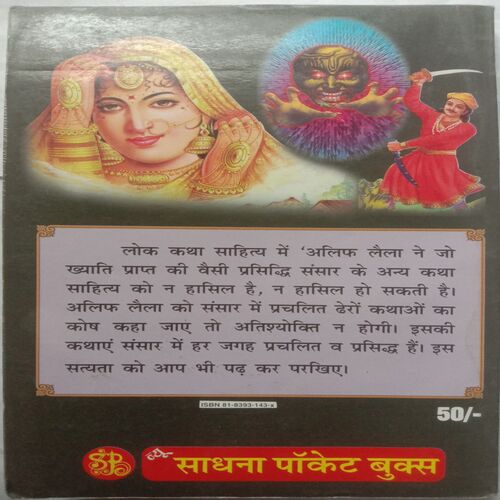 लोक कथा साहित्य में 'अलिफ लैला ने जो
ख्याति प्राप्त की वैसी प्रसिद्धि संसार के अन्य कथा
साहित्य को न हासिल है, न हासिल हो सकती है।
अलिफ लैला को संसार में प्रचलित ढेरों कथाओं का
कोष कहा जाए तो अतिश्योक्ति न होगी। इसकी
कथाएं संसार में हर जगह प्रचलित व प्रसिद्ध हैं। इस
सत्यता को आप भी पढ़ कर परखिए।
ISBN 81-8393-143-x
50/-
साधना पॉकेट बुक्स